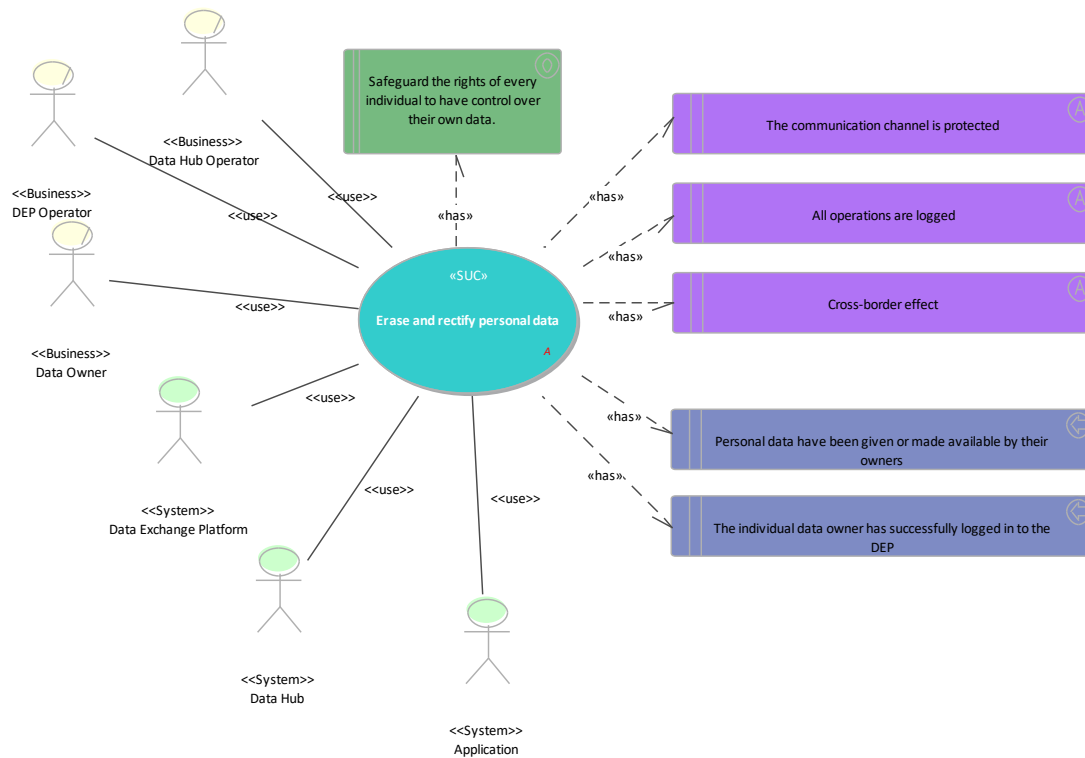 <<Business>>
Data Hub Operator
<<Business>>
DEP Operator
<<Business>>
Data Owner
<<System>>
Data Exchange Platform
<<System>>
Data Hub
<<System>>
Application
<<use>>
<<use>>
<<use>>
<<use>>
<<use>>
<<use>>
Safeguard the rights of every
individual to have control over
their own data.
O
«has»
«SUC»
Erase and rectify personal data
A
«has»
«has»
«has»
«has»
«has»
The communication channel is protected
A
All operations are logged
A
Cross-border effect
A
Personal data have been given or made available by their
owners
The individual data owner has successfully logged in to the
DEP